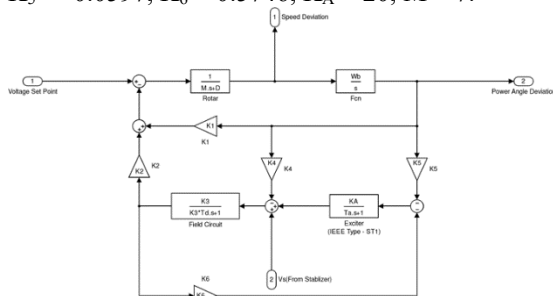 1
Speed Deviation
1
Voltage Set Point
1
M.s+D
Rotar
Wb
s
Fcn
2
Power Angle Deviation
K1
K1
K2
K2
K4
K4
K5
K5
K3
K3*Td.s+1
Field Circuit
KA
Ta.s+1
Exciter
(IEEE Type - ST1)
K6
2
Vs(From Stablizer)